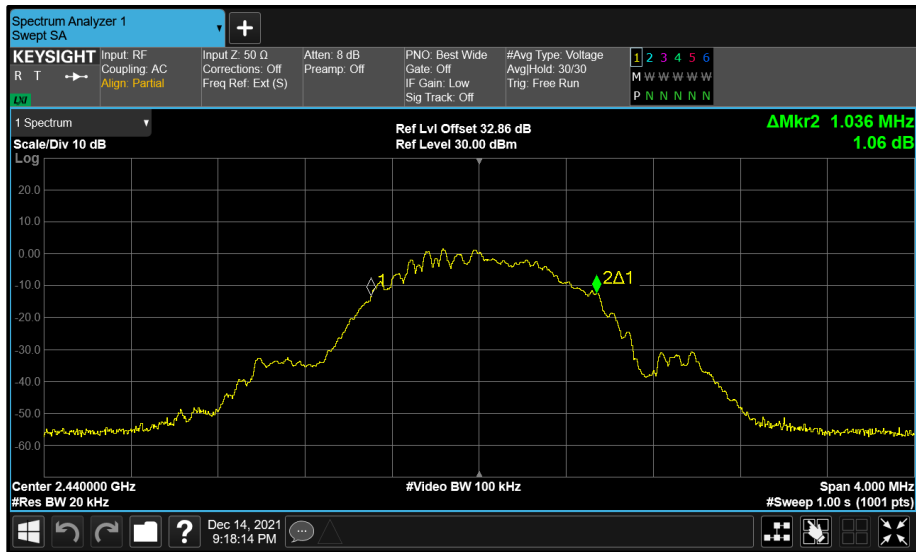 Spectrum Analyzer 1
Swept SA
+
KEYSIGHT
R T
LXI
Input: RF
Coupling: AC
Align: Partial
Input Z: 50 Ω
Corrections: Off
Freq Ref: Ext (S)
Atten: 8 dB
Preamp: Off
PNO: Best Wide
Gate: Off
IF Gain: Low
Sig Track: Off
#Avg Type: Voltage
Avg|Hold: 30/30
Trig: Free Run
1 2 3 4 5 6
M W W W W W
P N N N N N
1 Spectrum
Scale/Div 10 dB
Log
Ref Lvl Offset 32.86 dB
Ref Level 30.00 dBm
ΔMkr2 1.036 MHz
1.06 dB
20.0
10.0
0.00
-10.0
-20.0
-30.0
-40.0
-50.0
-60.0
1
2Δ1
Center 2.440000 GHz
#Res BW 20 kHz
#Video BW 100 kHz
Span 4.000 MHz
#Sweep 1.00 s (1001 pts)
?
Dec 14, 2021
9:18:14 PM